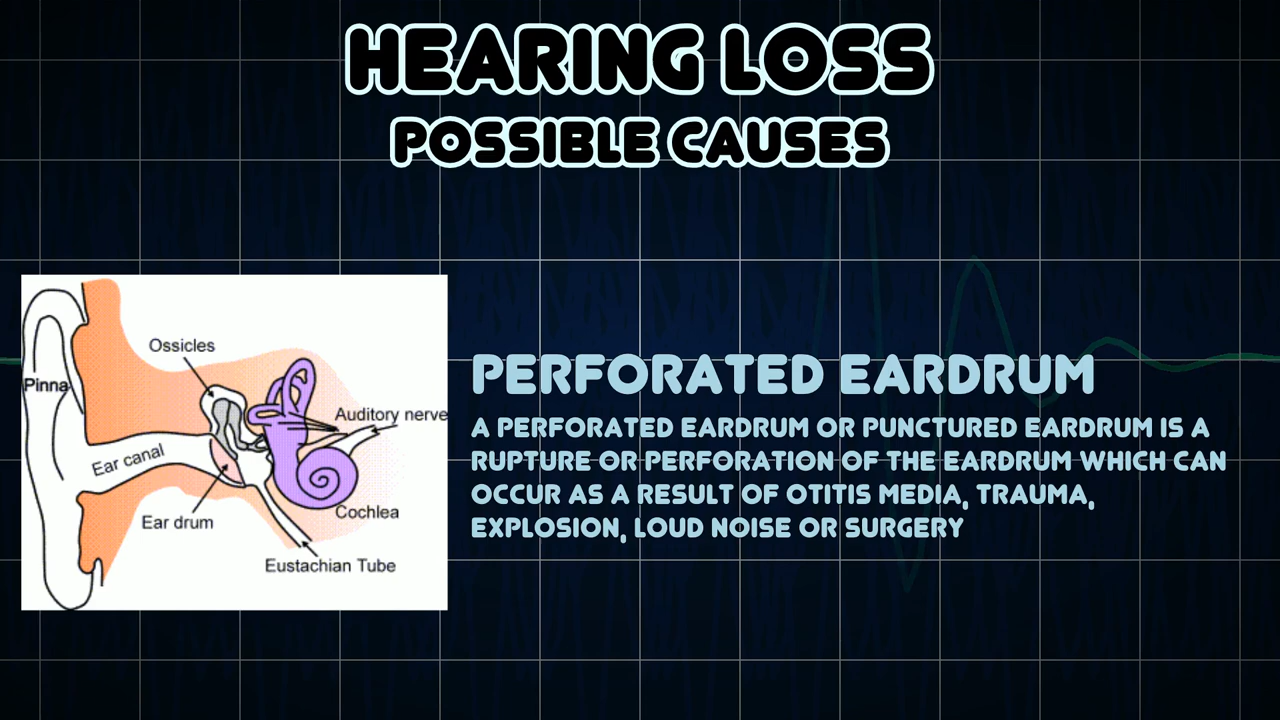 HEARING LOSS
POSSIBLE CAUSES
Ossicles
Pinna
Auditory nerve
Ear canal
Ear drum
Cochlea
Eustachian Tube
PERFORATED EARDRUM
A PERFORATED EARDRUM OR PUNCTURED EARDRUM IS A
RUPTURE OR PERFORATION OF THE EARDRUM WHICH CAN
OCCUR AS A RESULT OF OTITIS MEDIA, TRAUMA,
EXPLOSION, LOUD NOISE OR SURGERY